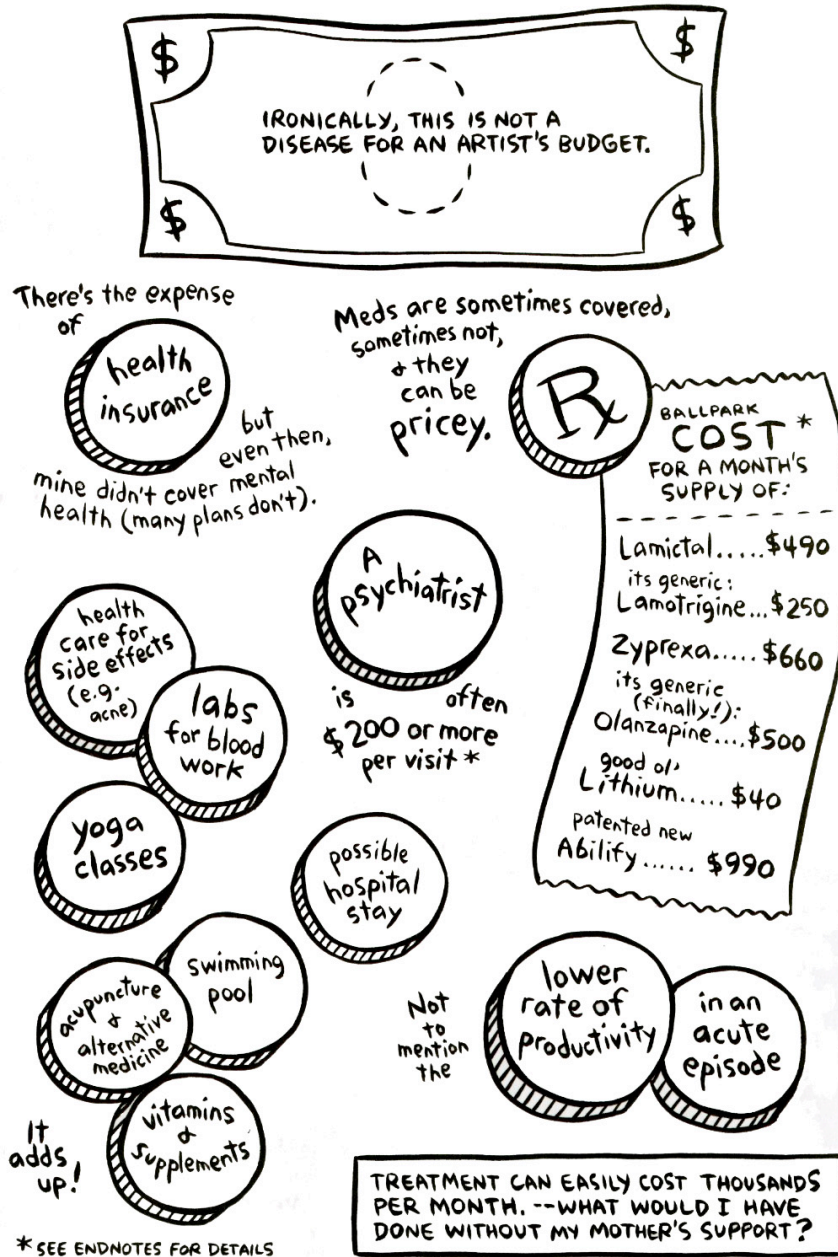 $ $
IRONICALLY, THIS IS NOT A
DISEASE FOR AN ARTIST'S BUDGET.
$ $
There's the expense
of
health
insurance
but
even then,
mine didn't cover mental
health (many plans don't).
Meds are sometimes covered,
sometimes not,
& they
can be
pricey.
Rx
BALLPARK
COST *
FOR A MONTH'S
SUPPLY OF:
Lamictal.....$490
its generic:
Lamotrigine...$250
Zyprexa.....$660
its generic
(finally!):
Olanzapine....$500
good ol'
Lithium.....$40
patented new
Abilify......$990
A
psychiatrist
is often
$200 or more
per visit *
health
care for
side effects
(e.g.
acne)
labs
for blood
work
yoga
classes
possible
hospital
stay
swimming
pool
acupuncture
&
alternative
medicine
vitamins
&
supplements
It
adds
up!
Not
to
mention
the
lower
rate of
productivity
in an
acute
episode
TREATMENT CAN EASILY COST THOUSANDS
PER MONTH. --WHAT WOULD I HAVE
DONE WITHOUT MY MOTHER'S SUPPORT?
* SEE ENDNOTES FOR DETAILS